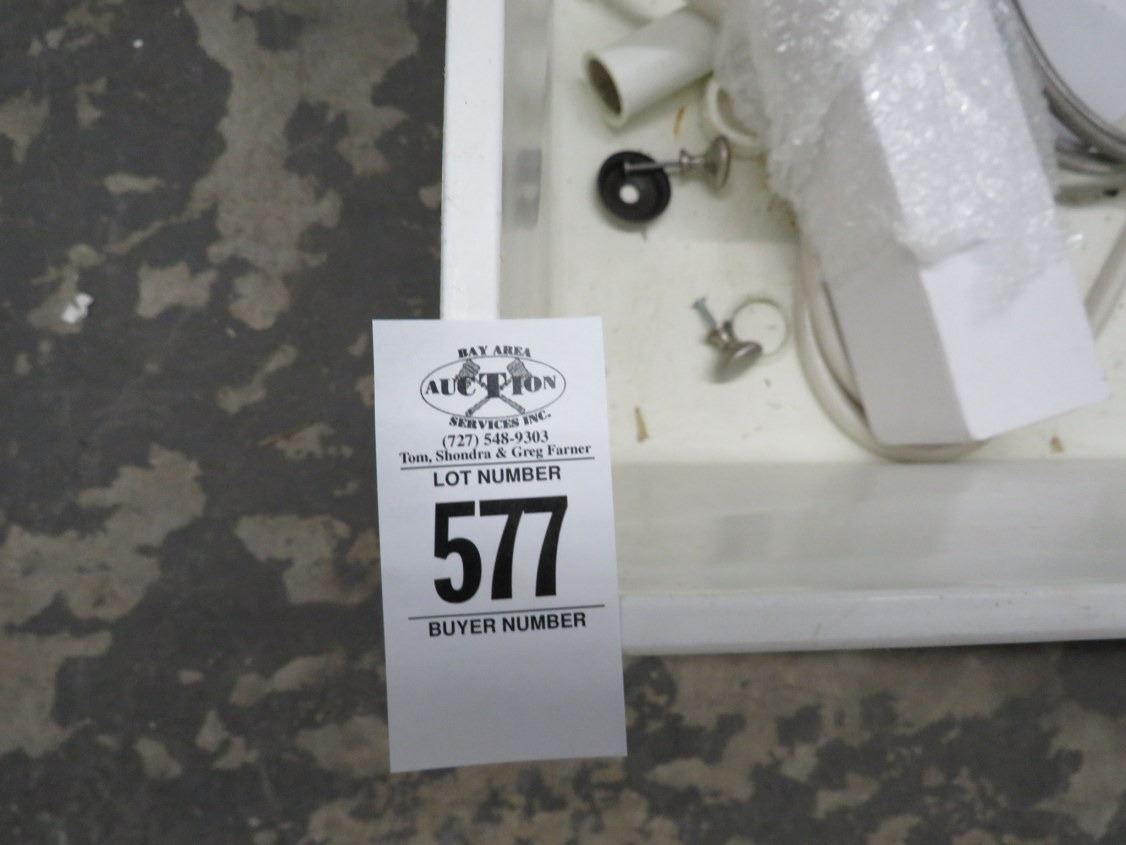 BAY AREA
AUCTION
SERVICES INC.
(727) 548-9303
Tom, Shondra & Greg Farner
LOT NUMBER
577
BUYER NUMBER